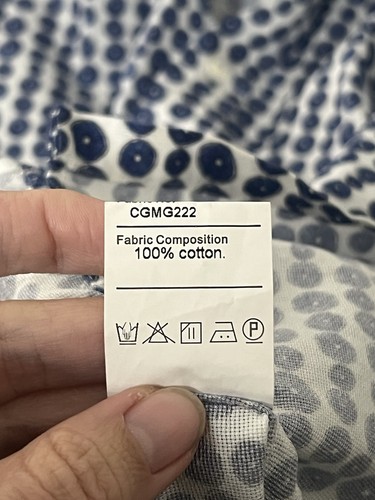 CGMG222
Fabric Composition
100% cotton.
P